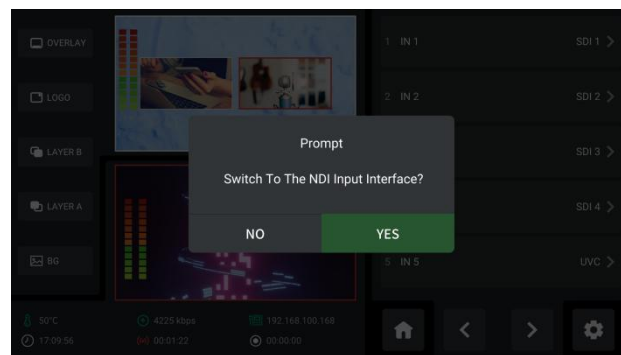 OVERLAY
LOGO
LAYER B
LAYER A
BG
1 IN 1 SDI 1
2 IN 2 SDI 2
SDI 3
SDI 4
5 IN 5 UVC
Prompt
Switch To The NDI Input Interface?
NO YES
50°C 4225 kbps 192.168.100.168
17:09:56 00:01:22 00:00:00